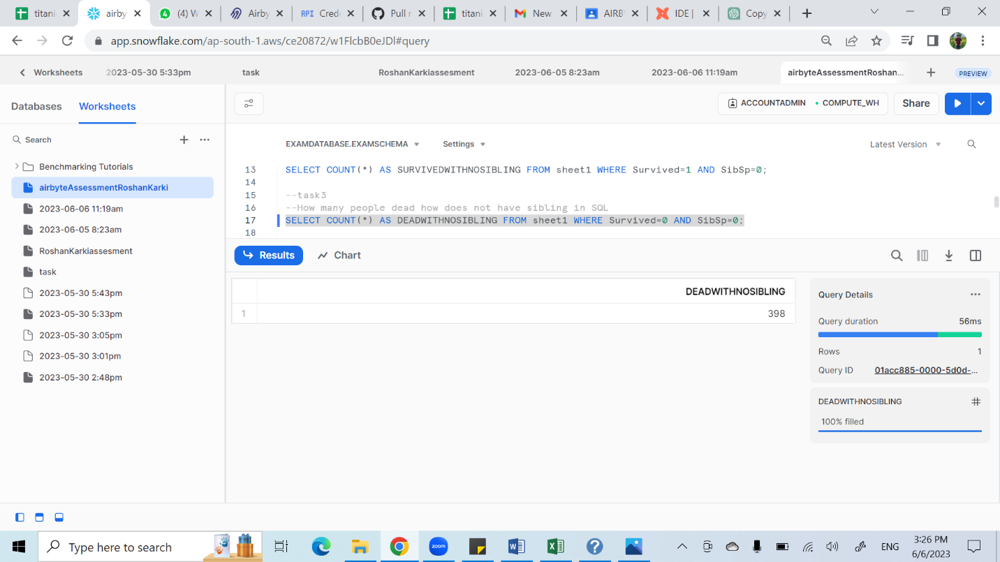 titani
airby
(4) W
Airby
API Cred
Pull r
titani
New
AIRB
IDE |
Copy
app.snowflake.com/ap-south-1.aws/ce20872/w1FlcbB0eJDl#query
Worksheets
2023-05-30 5:33pm
task
RoshanKarkiassesment
2023-06-05 8:23am
2023-06-06 11:19am
airbyteAssessmentRoshan...
PREVIEW
Databases
Worksheets
ACCOUNTADMIN
COMPUTE_WH
Share
Search
EXAMDATABASE.EXAMSCHEMA
Settings
Latest Version
Benchmarking Tutorials
airbyteAssessmentRoshanKarki
2023-06-06 11:19am
2023-06-05 8:23am
RoshanKarkiassesment
task
2023-05-30 5:43pm
2023-05-30 5:33pm
2023-05-30 3:05pm
2023-05-30 3:01pm
2023-05-30 2:48pm
13 SELECT COUNT(*) AS SURVIVEDWITHNOSIBLING FROM sheet1 WHERE Survived=1 AND SibSp=0;
14
15 --task3
16 --How many people dead how does not have sibling in SQL
17 SELECT COUNT(*) AS DEADWITHNOSIBLING FROM sheet1 WHERE Survived=0 AND SibSp=0;
18
Results
Chart
DEADWITHNOSIBLING
1 398
Query Details
Query duration 56ms
Rows 1
Query ID 01acc885-0000-5d0d-...
DEADWITHNOSIBLING
100% filled
Type here to search
zoom
ENG
3:26 PM
6/6/2023